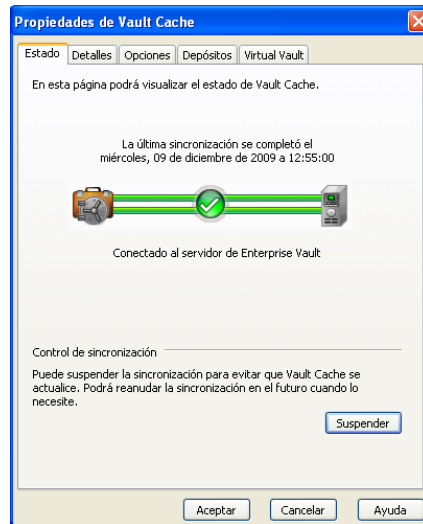 Propiedades de Vault Cache
Estado Detalles Opciones Depósitos Virtual Vault
En esta página podrá visualizar el estado de Vault Cache.
La última sincronización se completó el
miércoles, 09 de diciembre de 2009 a 12:55:00
Conectado al servidor de Enterprise Vault
Control de sincronización
Puede suspender la sincronización para evitar que Vault Cache se
actualice. Podrá reanudar la sincronización en el futuro cuando lo
necesite.
Suspender
Aceptar Cancelar Ayuda